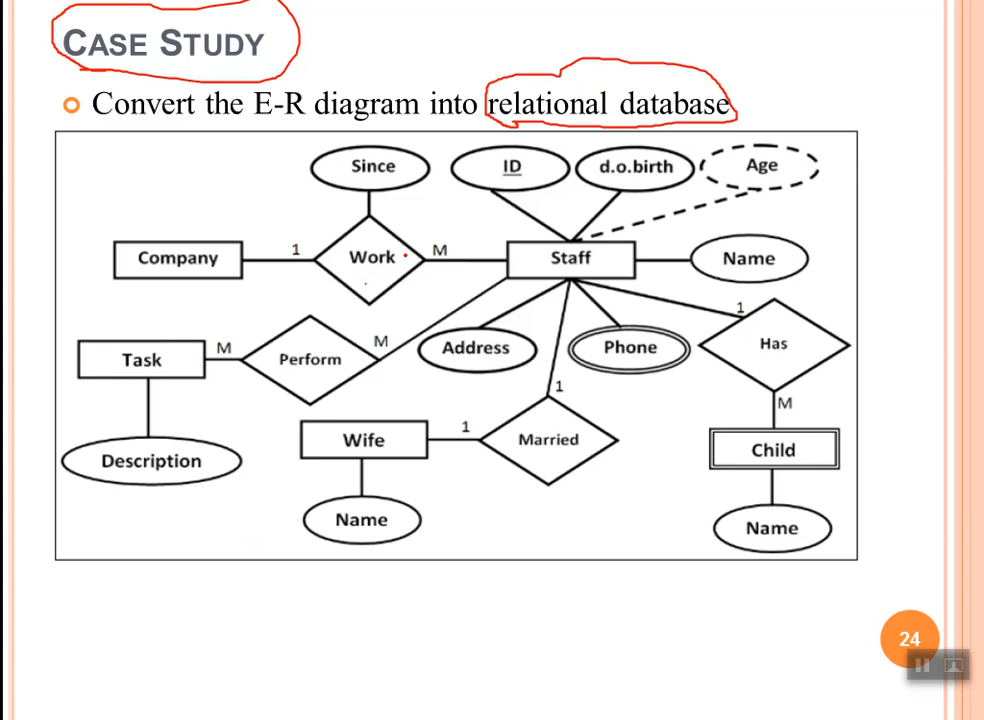 CASE STUDY
Convert the E-R diagram into relational database
Since ID d.o.birth Age
Company 1 Work M Staff Name
Task M Perform M Address Phone 1 Has
Description Wife 1 Married 1 M Child
Name Name
24